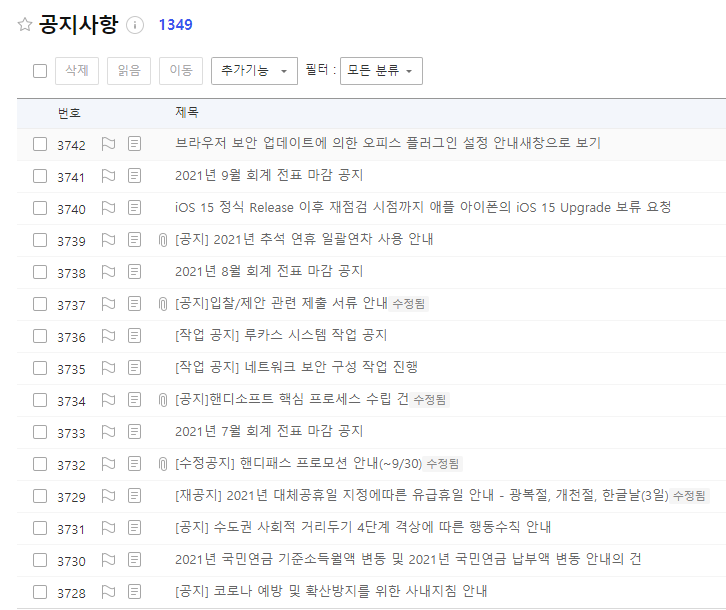 공지사항 1349
삭제 읽음 이동 추가기능 필터 : 모든 분류
번호 제목
3742 브라우저 보안 업데이트에 의한 오피스 플러그인 설정 안내새창으로 보기
3741 2021년 9월 회계 전표 마감 공지
3740 iOS 15 정식 Release 이후 재점검 시점까지 애플 아이폰의 iOS 15 Upgrade 보류 요청
3739 [공지] 2021년 추석 연휴 일괄연차 사용 안내
3738 2021년 8월 회계 전표 마감 공지
3737 [공지]입찰/제안 관련 제출 서류 안내 수정됨
3736 [작업 공지] 루카스 시스템 작업 공지
3735 [작업 공지] 네트워크 보안 구성 작업 진행
3734 [공지]핸디소프트 핵심 프로세스 수립 건 수정됨
3733 2021년 7월 회계 전표 마감 공지
3732 [수정공지] 핸디패스 프로모션 안내(~9/30) 수정됨
3729 [재공지] 2021년 대체공휴일 지정에따른 유급휴일 안내 - 광복절, 개천절, 한글날(3일) 수정됨
3731 [공지] 수도권 사회적 거리두기 4단계 격상에 따른 행동수칙 안내
3730 2021년 국민연금 기준소득월액 변동 및 2021년 국민연금 납부액 변동 안내의 건
3728 [공지] 코로나 예방 및 확산방지를 위한 사내지침 안내